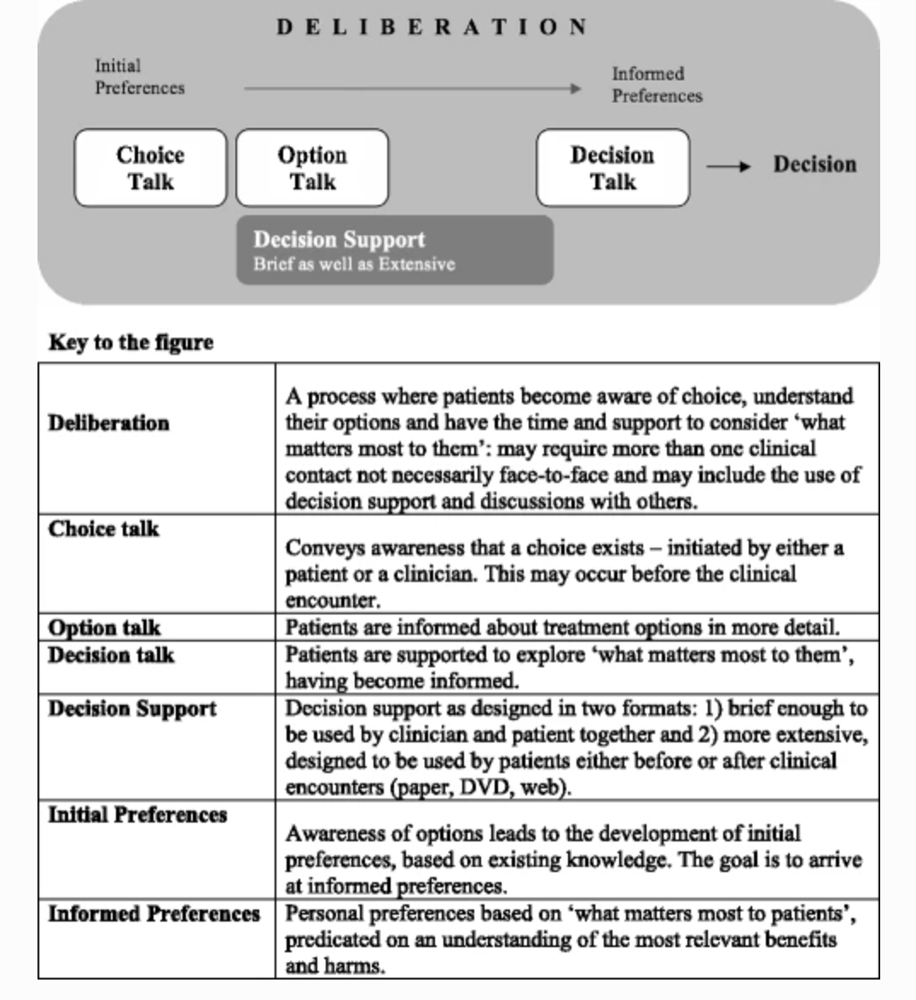 DELIBERATION
Initial
Preferences
Informed
Preferences
Choice
Talk
Option
Talk
Decision
Talk
Decision
Decision Support
Brief as well as Extensive
Key to the figure
Deliberation
A process where patients become aware of choice, understand
their options and have the time and support to consider ‘what
matters most to them’: may require more than one clinical
contact not necessarily face-to-face and may include the use of
decision support and discussions with others.
Choice talk
Conveys awareness that a choice exists – initiated by either a
patient or a clinician. This may occur before the clinical
encounter.
Option talk
Patients are informed about treatment options in more detail.
Decision talk
Patients are supported to explore ‘what matters most to them’,
having become informed.
Decision Support
Decision support as designed in two formats: 1) brief enough to
be used by clinician and patient together and 2) more extensive,
designed to be used by patients either before or after clinical
encounters (paper, DVD, web).
Initial Preferences
Awareness of options leads to the development of initial
preferences, based on existing knowledge. The goal is to arrive
at informed preferences.
Informed Preferences
Personal preferences based on ‘what matters most to patients’,
predicated on an understanding of the most relevant benefits
and harms.